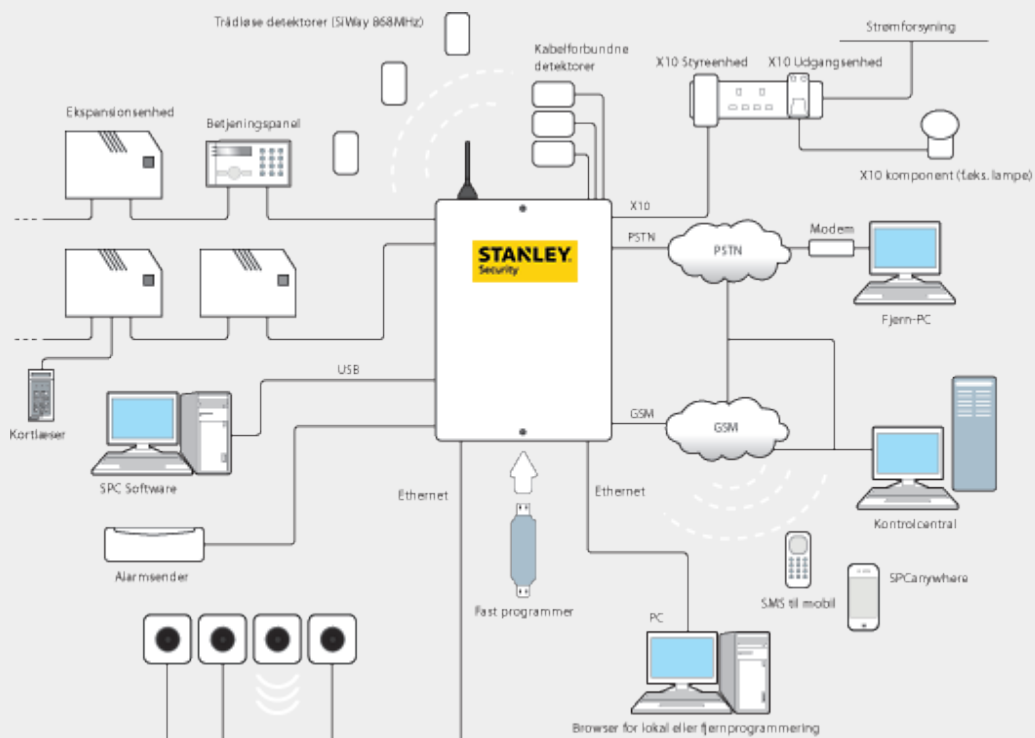 Trådløse detektorer (SiWay 868MHz)
Strømforsyning
Kabelforbundne
detektorer
X10 Styreenhed
X10 Udgangsenhed
Ekspansionsenhed
Betjeningspanel
X10 komponent (f.eks. lampe)
X10
PSTN
PSTN
Modem
STANLEY.
Security
Fjern-PC
USB
Kortlæser
GSM
GSM
SPC Software
Ethernet
Ethernet
Kontrolcentral
Alarmsender
SPCanywhere
SMS til mobil
Fast programmer
PC
Browser for lokal eller fjernprogrammering